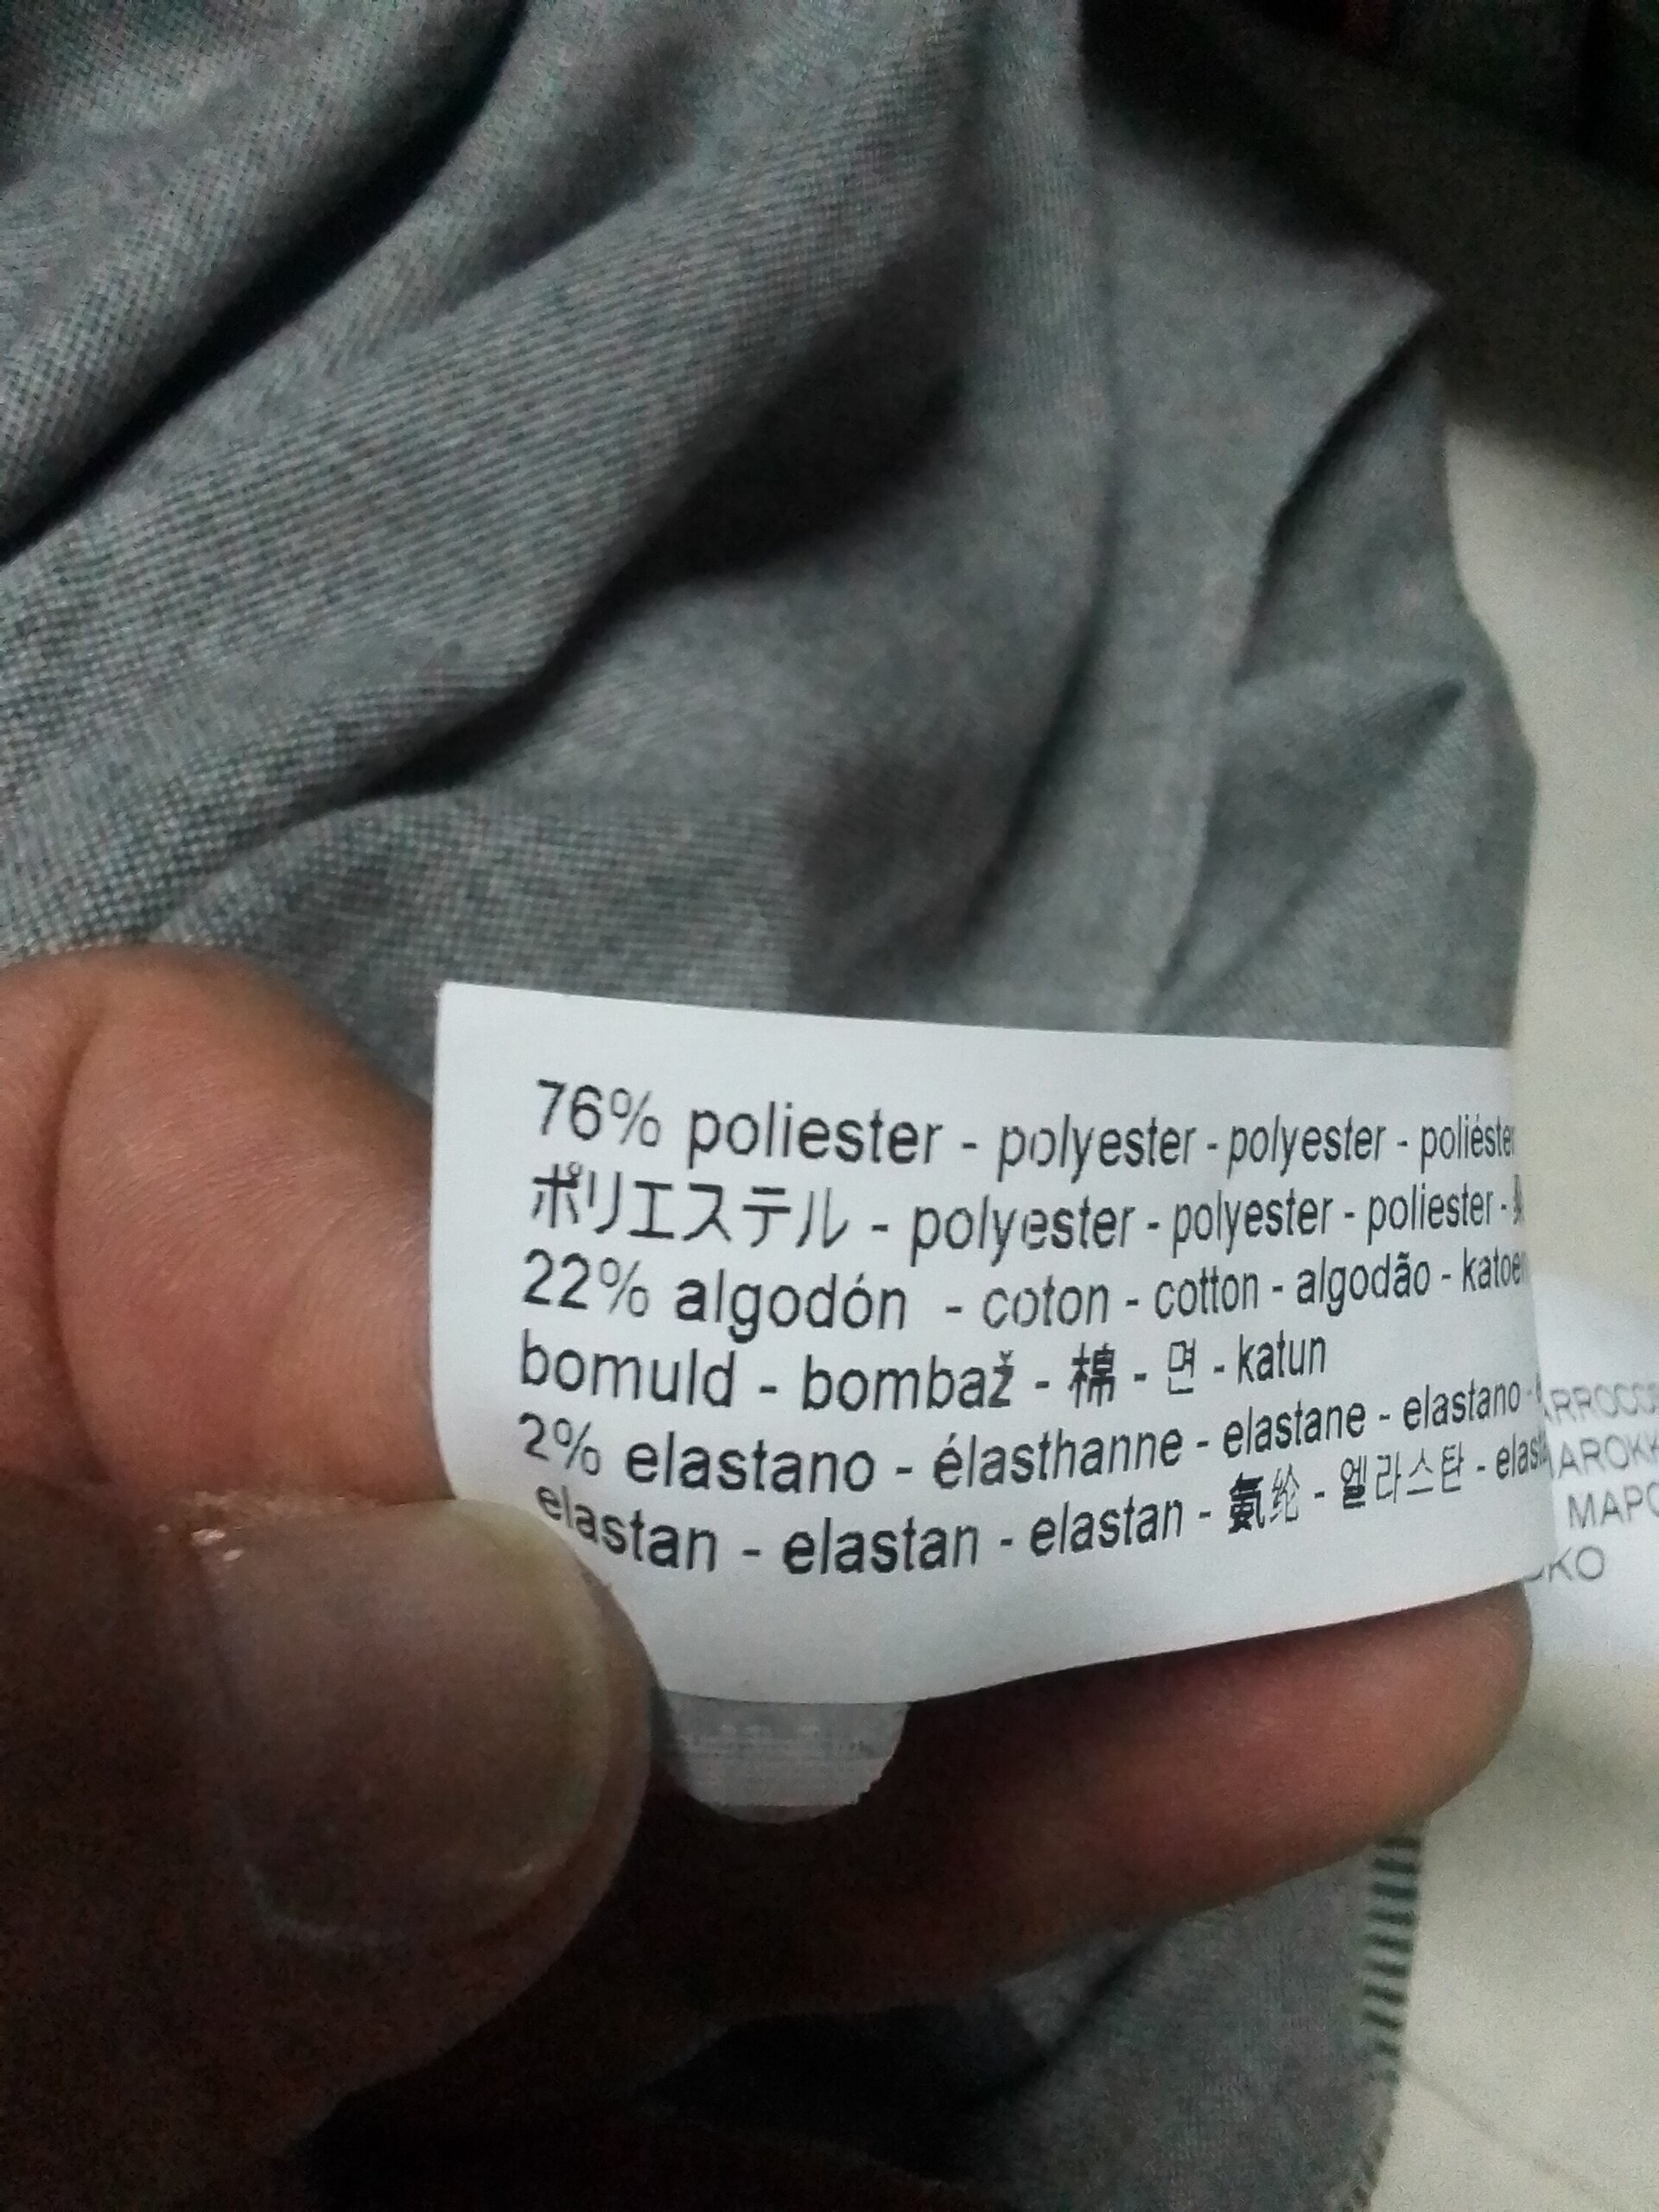 76% poliester - polyester - polyester - poliéster
ポリエステル - polyester - polyester - poliester -
22% algodón - coton - cotton - algodão - katoen
bomuld - bombaž - 棉 - 면 - katun
2% elastano - élasthanne - elastane - elastano -
elastan - elastan - elastan - 氨纶 - 엘라스탄 -